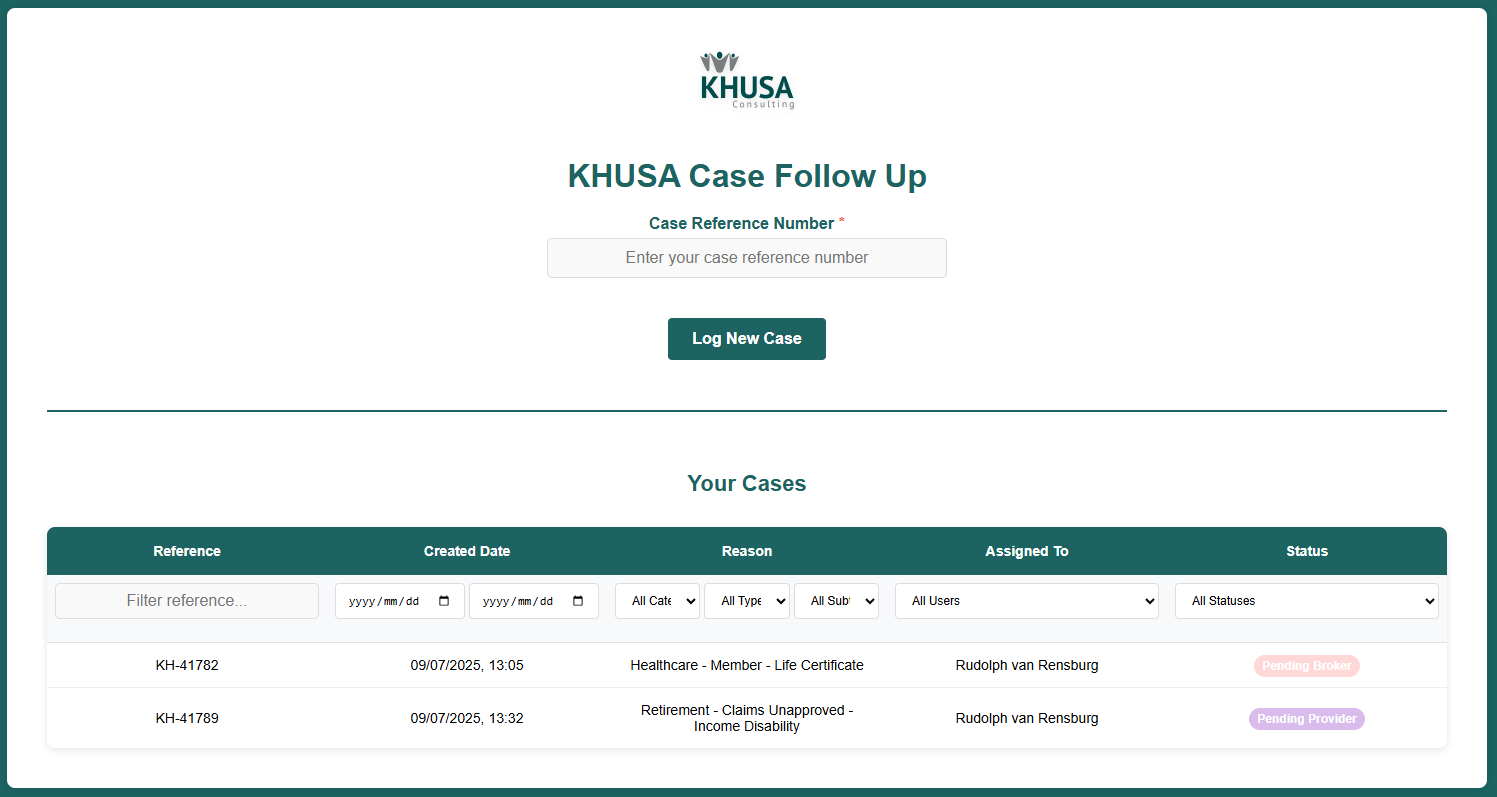 KHUSA
Consulting
KHUSA Case Follow Up
Case Reference Number *
Enter your case reference number
Log New Case
Your Cases
Reference Created Date Reason Assigned To Status
Filter reference... yyyy/mm/dd yyyy/mm/dd All Cate All Type All Sub All Users All Statuses
KH-41782 09/07/2025, 13:05 Healthcare - Member - Life Certificate Rudolph van Rensburg Pending Broker
KH-41789 09/07/2025, 13:32 Retirement - Claims Unapproved - Rudolph van Rensburg Pending Provider
Income Disability